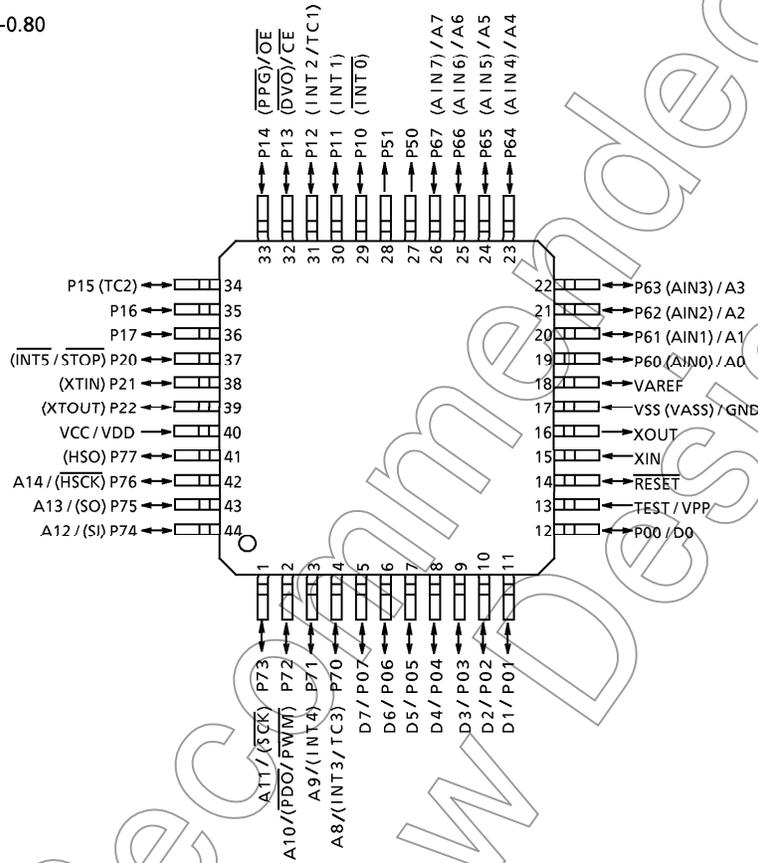 -0.80
P14 (PPG)/OE
P13 (DVO)/CE
P12 (INT2/TC1)
P11 (INT1)
P10 (INT0)
P51
P50
P67 (AIN7)/A7
P66 (AIN6)/A6
P65 (AIN5)/A5
P64 (AIN4)/A4
33
32
31
30
29
28
27
26
25
24
23
P15 (TC2) 34
P16 35
P17 36
(INT5/STOP) P20 37
(XTIN) P21 38
(XTOUT) P22 39
VCC/VDD 40
(HSO) P77 41
A14/(HSCK) P76 42
A13/(SO) P75 43
A12/(SI) P74 44
22 P63 (AIN3)/A3
21 P62 (AIN2)/A2
20 P61 (AIN1)/A1
19 P60 (AIN0)/A0
18 VAREF
17 VSS (VASS)/GND
16 XOUT
15 XIN
14 RESET
13 TEST/VPP
12 P00/D0
1
2
3
4
5
6
7
8
9
10
11
A11/(SCK) P73
A10/(PDO/PWM) P72
A9/(INT4) P71
A8/(INT3/TC3) P70
D7/P07
D6/P06
D5/P05
D4/P04
D3/P03
D2/P02
D1/P01